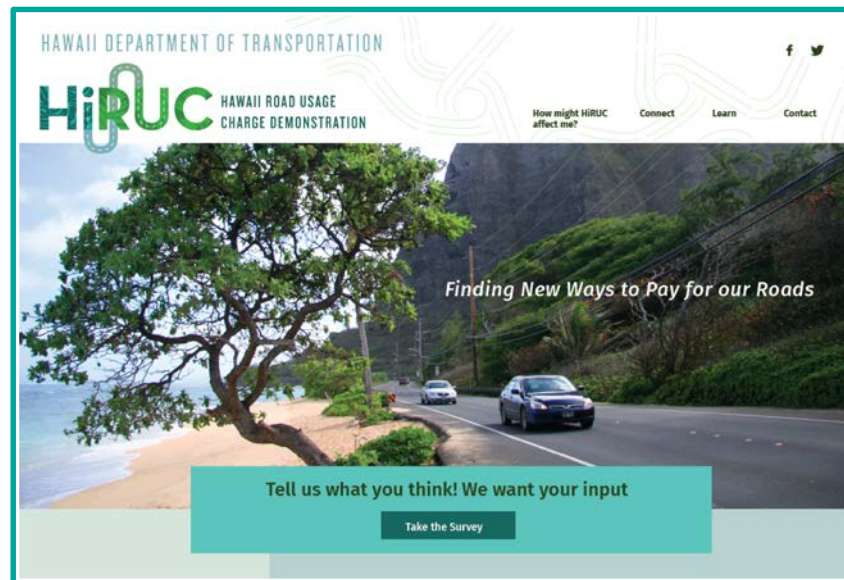 HAWAII DEPARTMENT OF TRANSPORTATION
HiRUC
HAWAII ROAD USAGE
CHARGE DEMONSTRATION
How might HiRUC
affect me?
Connect
Learn
Contact
Finding New Ways to Pay for our Roads
Tell us what you think! We want your input
Take the Survey